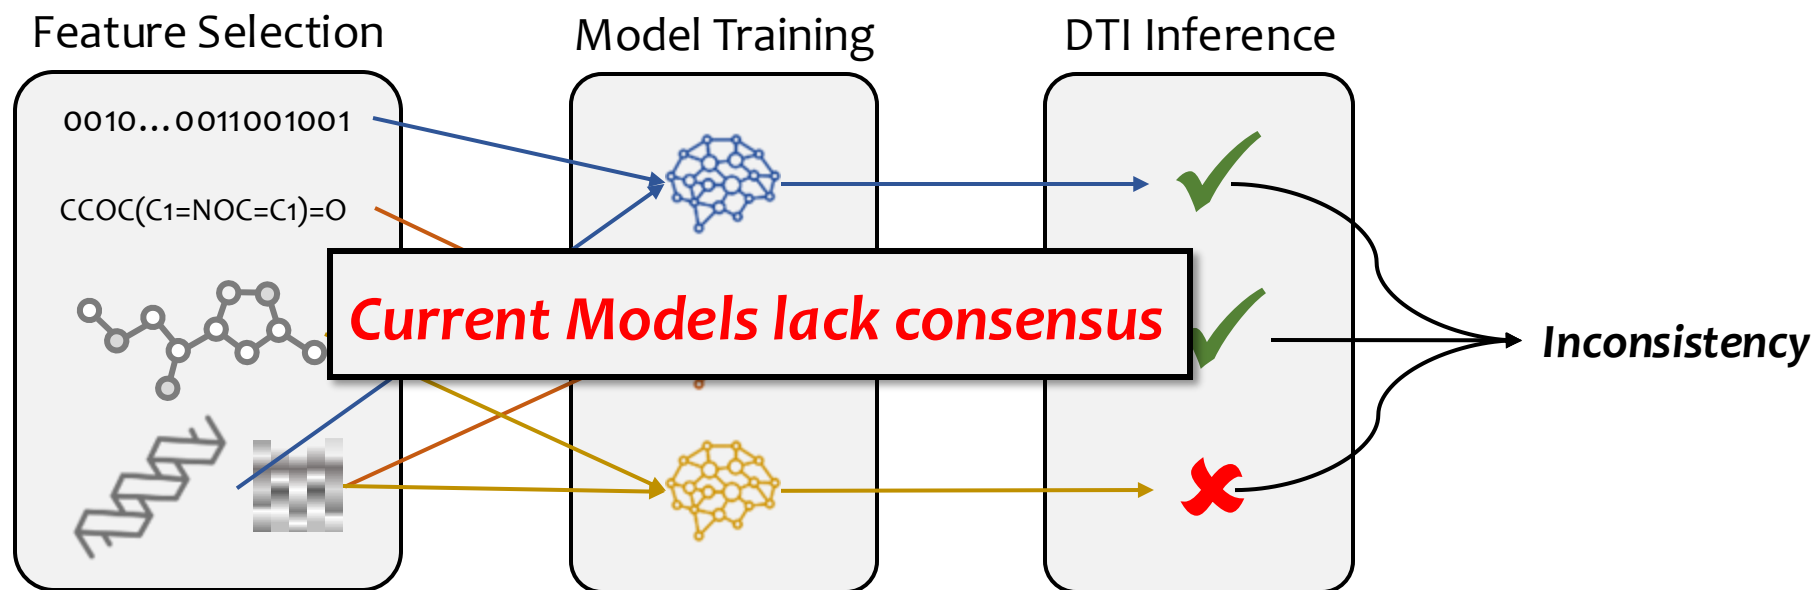 Feature Selection
Model Training
DTI Inference
0010...0011001001
CCOC(C1=NOC=C1)=O
Current Models lack consensus
Inconsistency